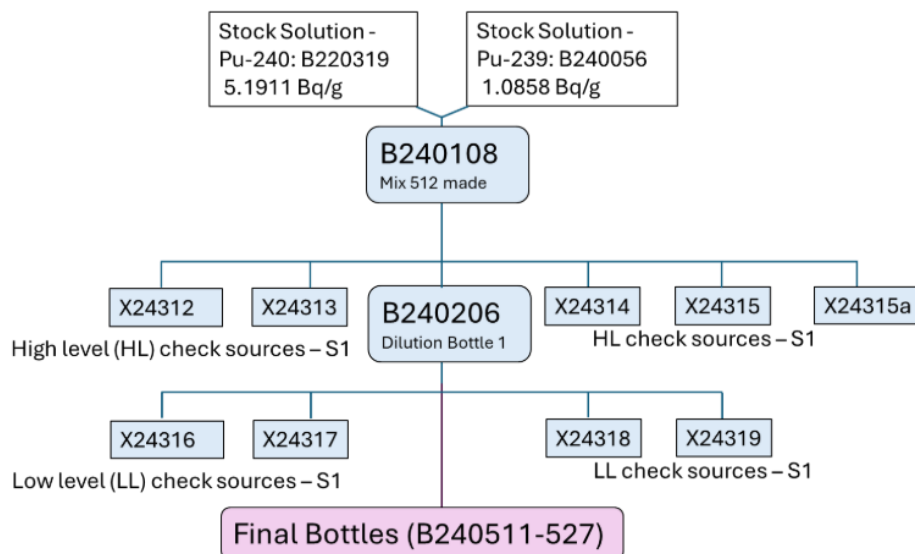 Stock Solution -
Pu-240: B220319
5.1911 Bq/g
Stock Solution -
Pu-239: B240056
1.0858 Bq/g
B240108
Mix 512 made
X24312
X24313
B240206
Dilution Bottle 1
X24314
X24315
X24315a
High level (HL) check sources – S1
HL check sources – S1
X24316
X24317
X24318
X24319
Low level (LL) check sources – S1
LL check sources – S1
Final Bottles (B240511-527)